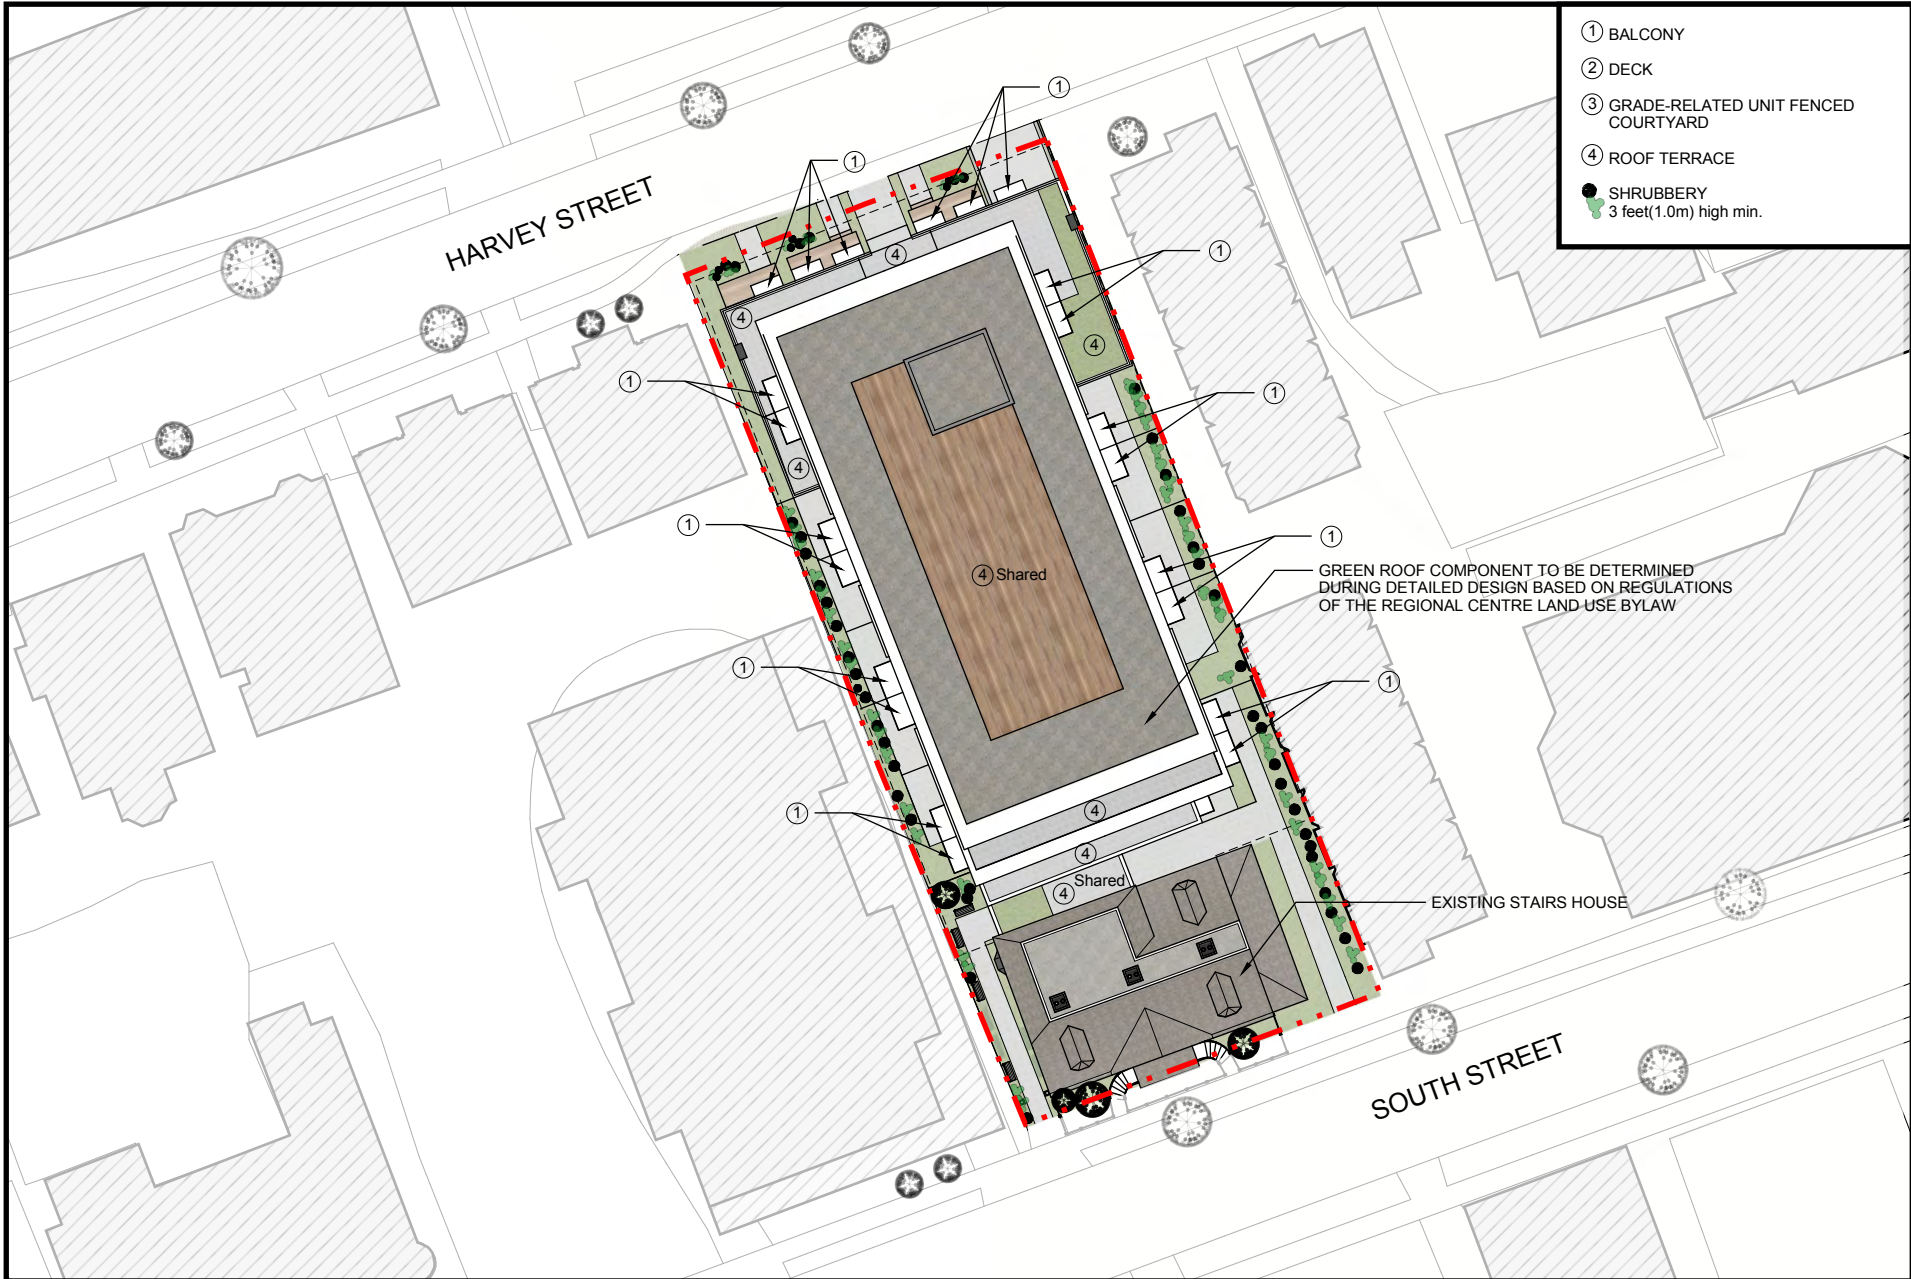 ① BALCONY
② DECK
③ GRADE-RELATED UNIT FENCED
COURTYARD
④ ROOF TERRACE
SHRUBBERY
3 feet(1.0m) high min.
①
①
HARVEY STREET
①
④
④
④
①
①
④
①
①
④ Shared
GREEN ROOF COMPONENT TO BE DETERMINED
DURING DETAILED DESIGN BASED ON REGULATIONS
OF THE REGIONAL CENTRE LAND USE BYLAW
①
①
①
④
④
④ Shared
EXISTING STAIRS HOUSE
SOUTH STREET